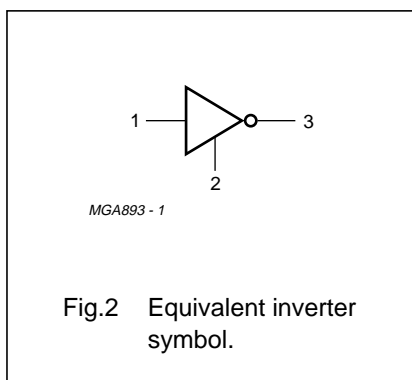 1
3
2
MGA893 - 1
Fig.2 Equivalent inverter
symbol.